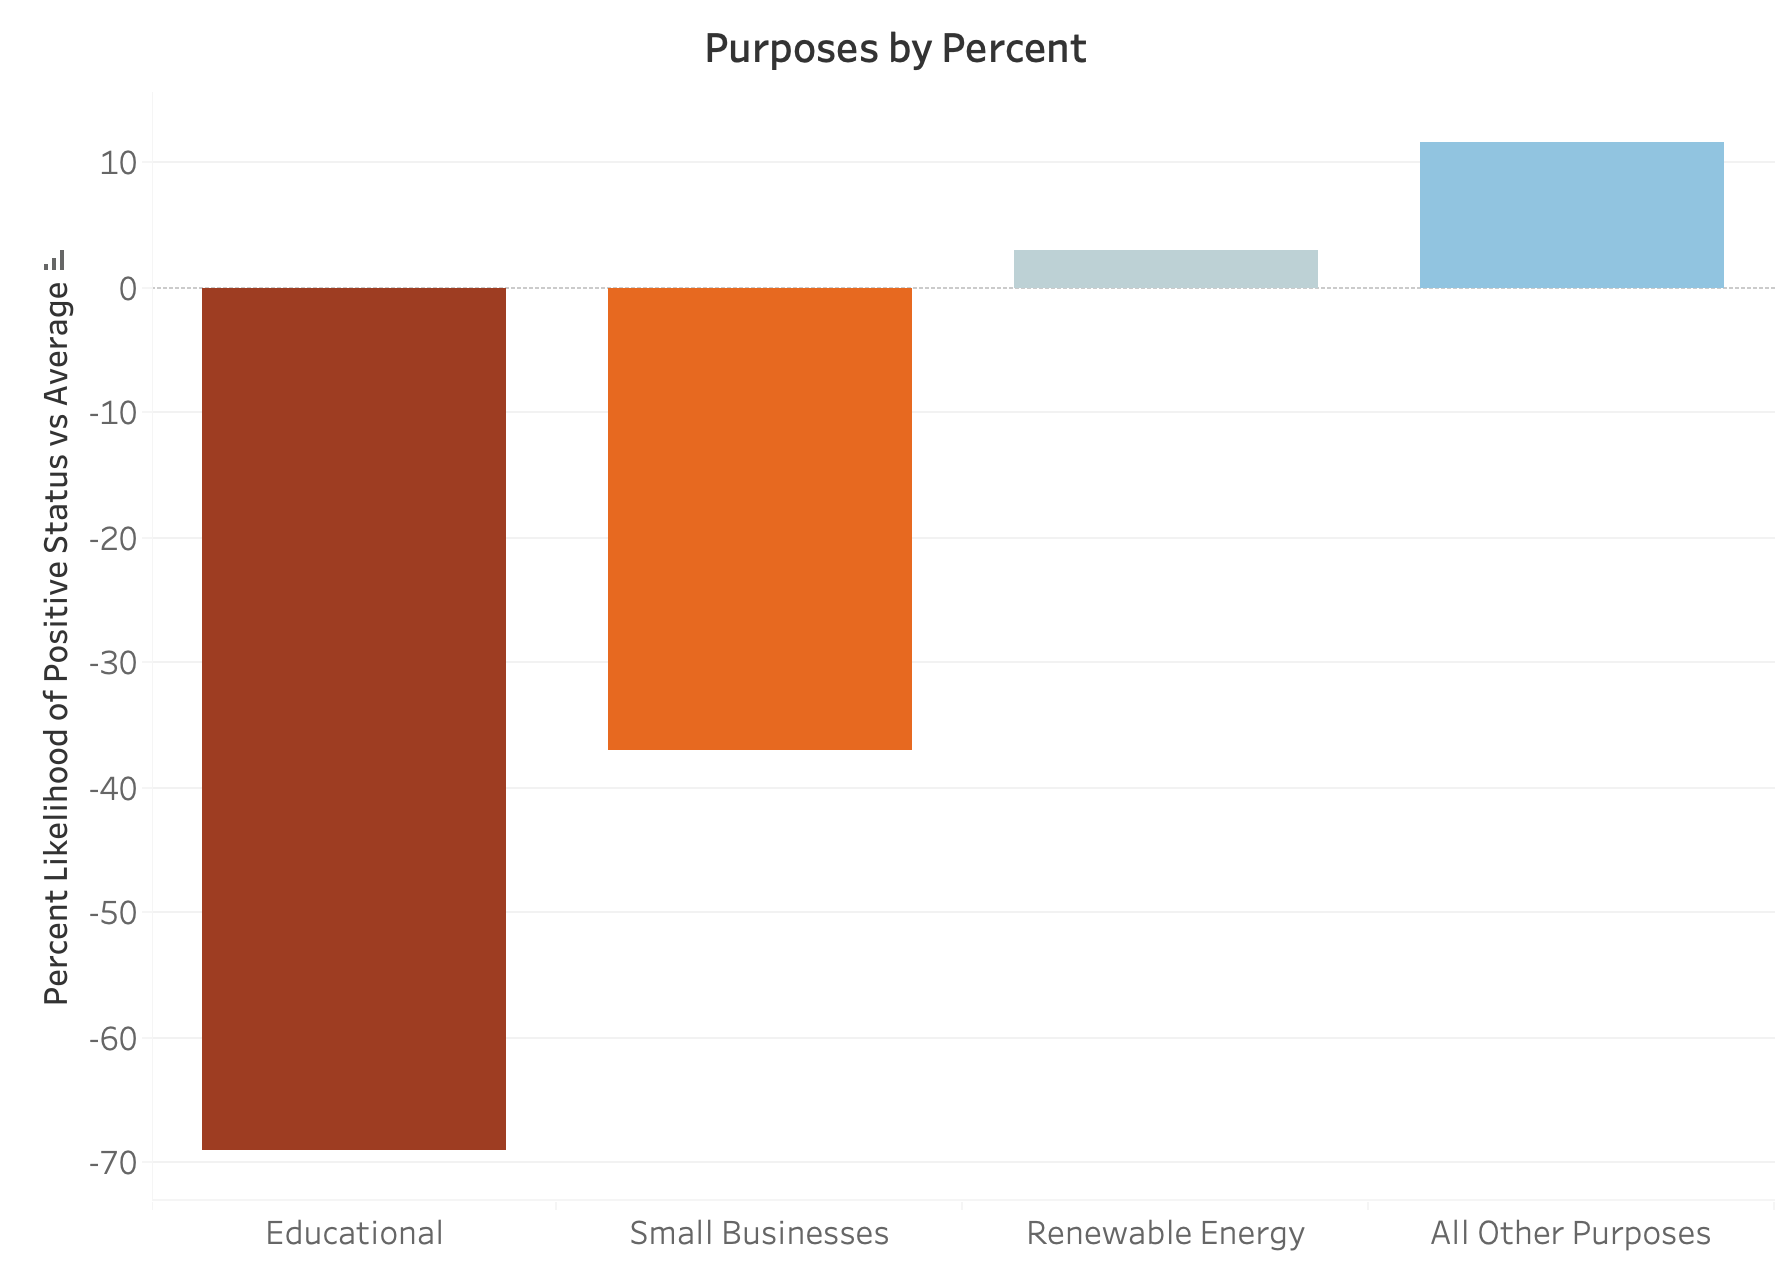 Purposes by Percent
Percent Likelihood of Positive Status vs Average
10
0
-10
-20
-30
-40
-50
-60
-70
Educational
Small Businesses
Renewable Energy
All Other Purposes